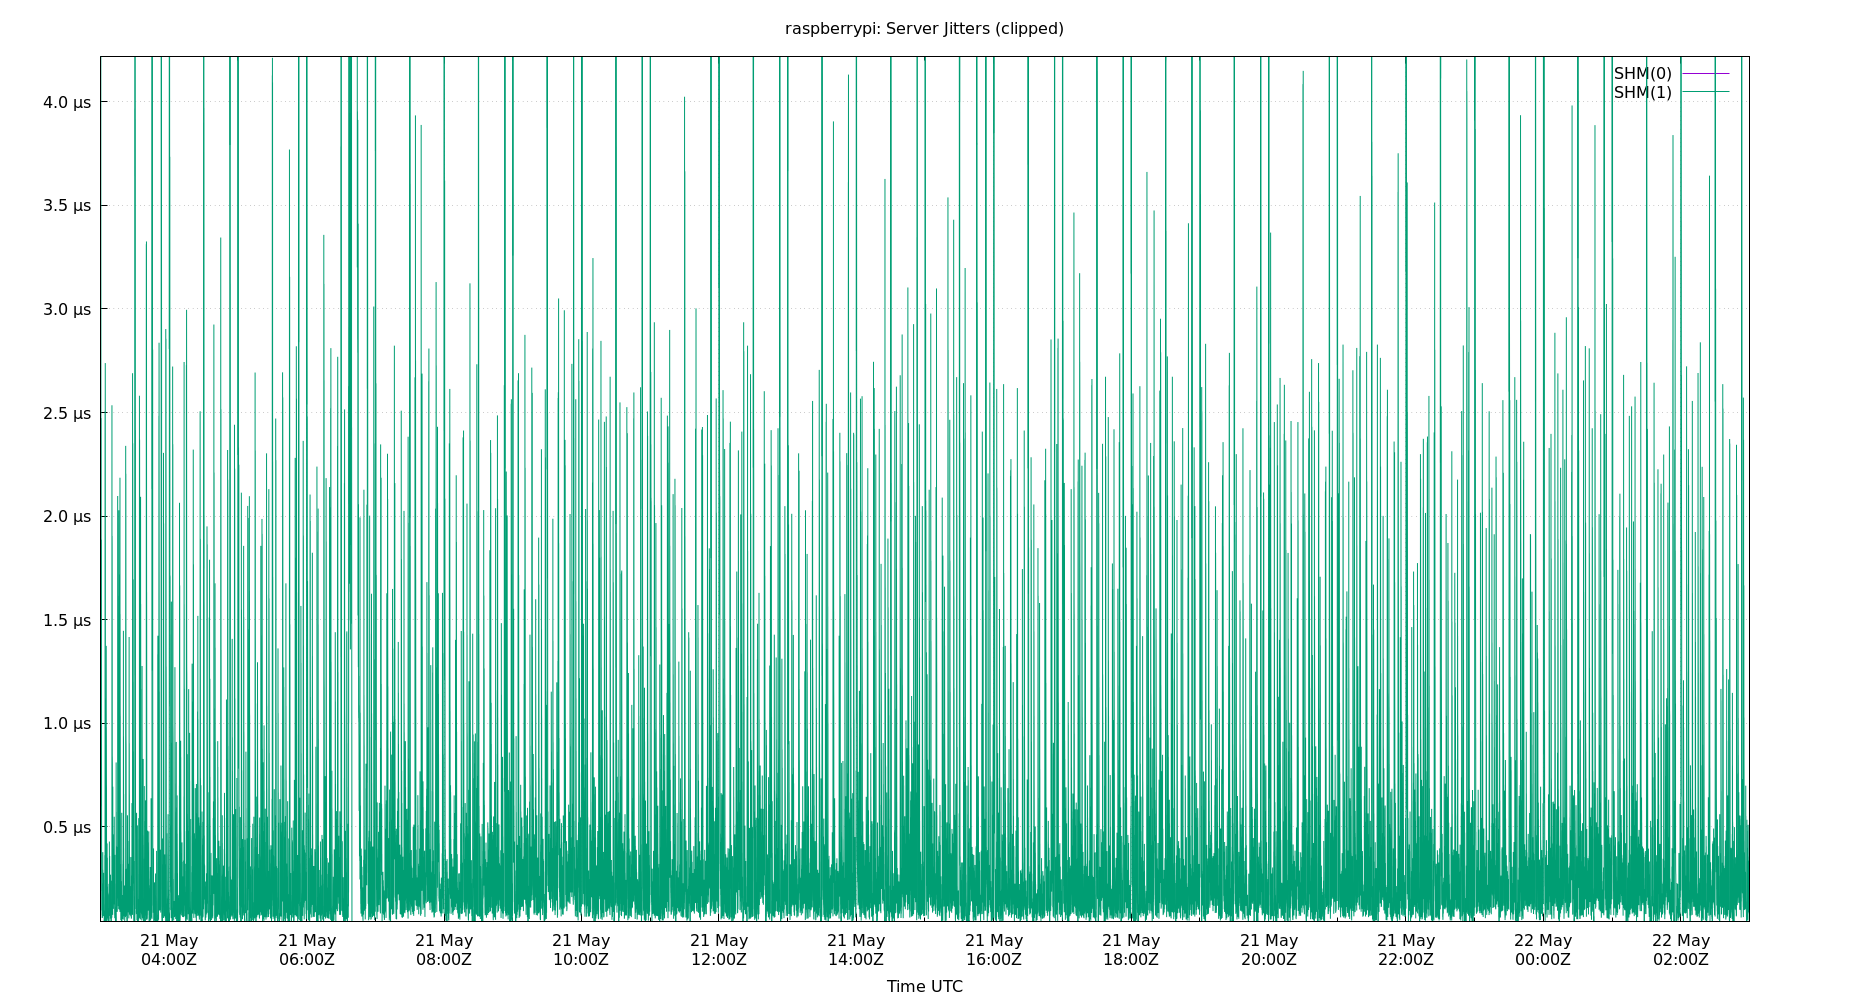 raspberrypi: Server Jitters (clipped)
SHM(0)
SHM(1)
4.0 µs
3.5 µs
3.0 µs
2.5 µs
2.0 µs
1.5 µs
1.0 µs
0.5 µs
21 May 21 May 21 May 21 May 21 May 21 May 21 May 21 May 21 May 21 May 22 May 22 May
04:00Z 06:00Z 08:00Z 10:00Z 12:00Z 14:00Z 16:00Z 18:00Z 20:00Z 22:00Z 00:00Z 02:00Z
Time UTC